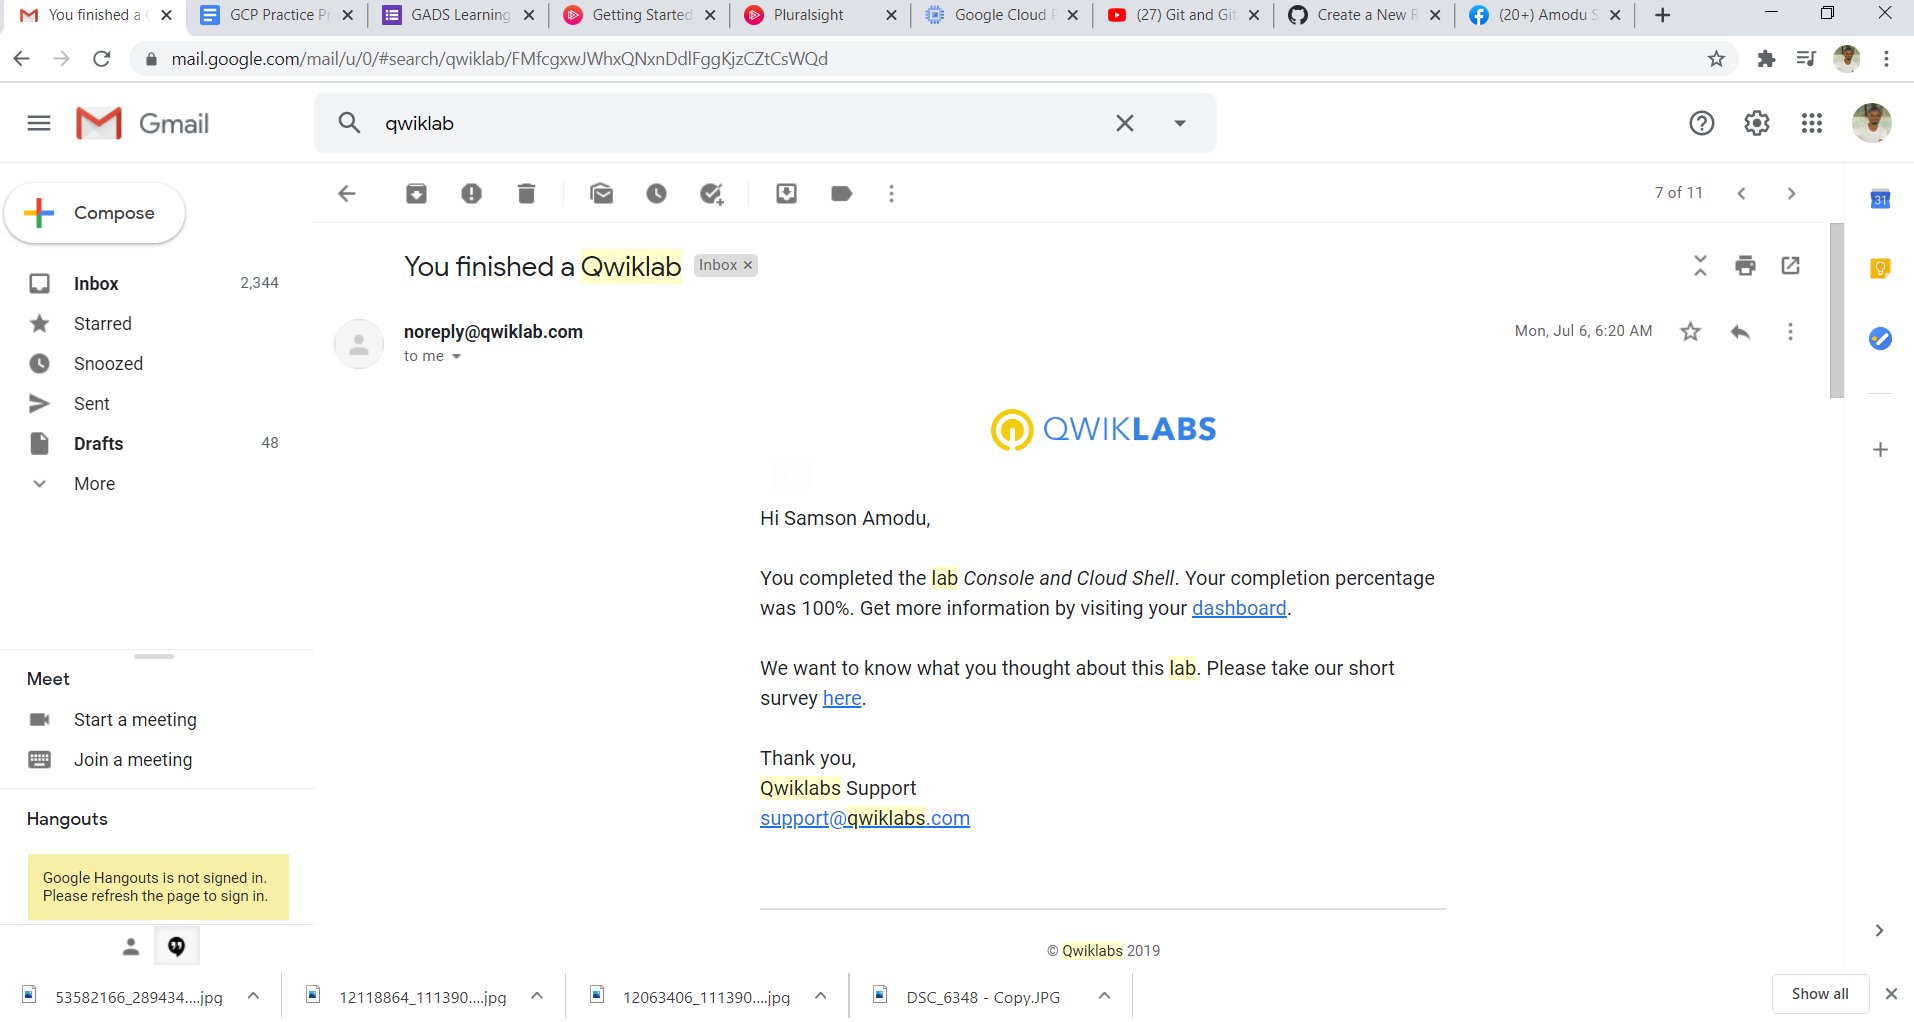 You finished a
GCP Practice Pr
GADS Learning
Getting Started
Pluralsight
Google Cloud P
(27) Git and Git
Create a New R
(20+) Amodu S
mail.google.com/mail/u/0/#search/qwiklab/FMfcgxwJWhxQNxnDdlFggKjzCZtCsWQd
Gmail
qwiklab
Compose
7 of 11
31
Inbox 2,344
Starred
Snoozed
Sent
Drafts 48
More
Meet
Start a meeting
Join a meeting
Hangouts
Google Hangouts is not signed in.
Please refresh the page to sign in.
You finished a Qwiklab Inbox
noreply@qwiklab.com
Mon, Jul 6, 6:20 AM
to me
QWIKLABS
Hi Samson Amodu,
You completed the lab Console and Cloud Shell. Your completion percentage
was 100%. Get more information by visiting your dashboard.
We want to know what you thought about this lab. Please take our short
survey here.
Thank you,
Qwiklabs Support
support@qwiklabs.com
© Qwiklabs 2019
53582166_289434....jpg
12118864_111390....jpg
12063406_111390....jpg
DSC_6348 - Copy.JPG
Show all